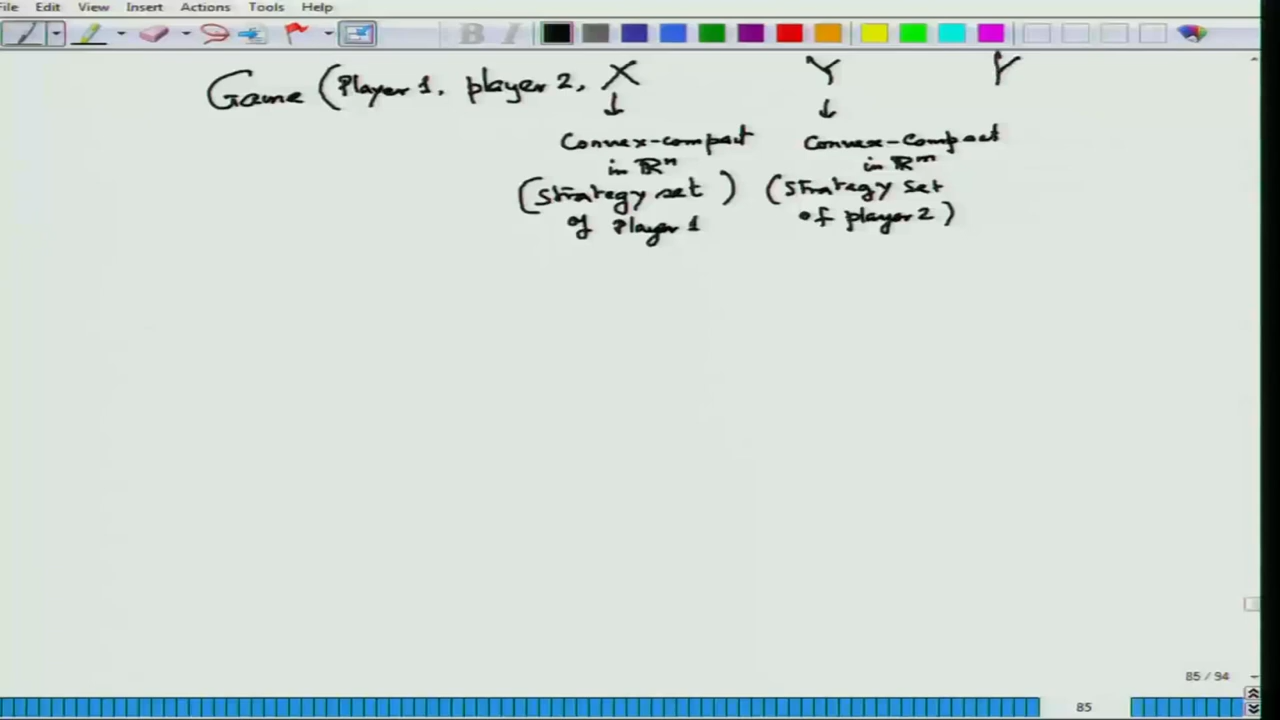 File Edit View Insert Actions Tools Help
B I
Game (Player 1, player 2, X Y
Convex-compact Convex-compact
in ℝⁿ in ℝᵐ
(strategy set) (strategy set
of Player 1 of player 2)
85 / 94
85